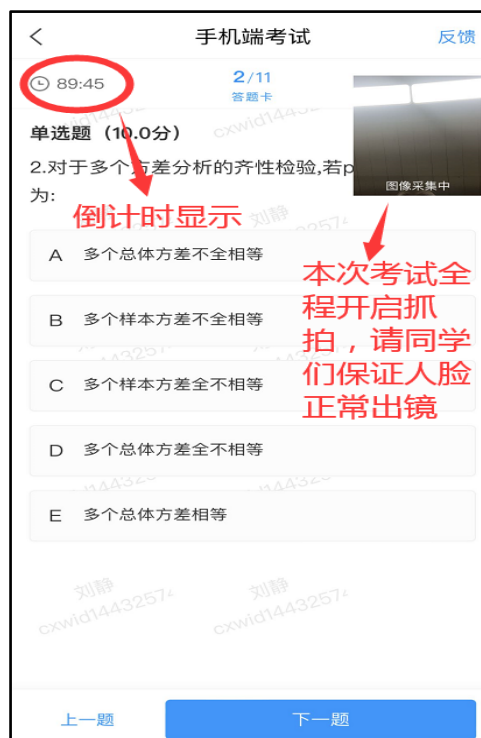 手机端考试
反馈
89:45
2/11
答题卡
单选题（10.0分）
2.对于多个方差分析的齐性检验,若p
为:
图像采集中
倒计时显示
A 多个总体方差不全相等
本次考试全
程开启抓
拍，请同学
们保证人脸
正常出镜
B 多个样本方差不全相等
C 多个样本方差全不相等
D 多个总体方差全不相等
E 多个总体方差相等
刘静
cxwid1443257
刘静
cxwid1443257
上一题
下一题